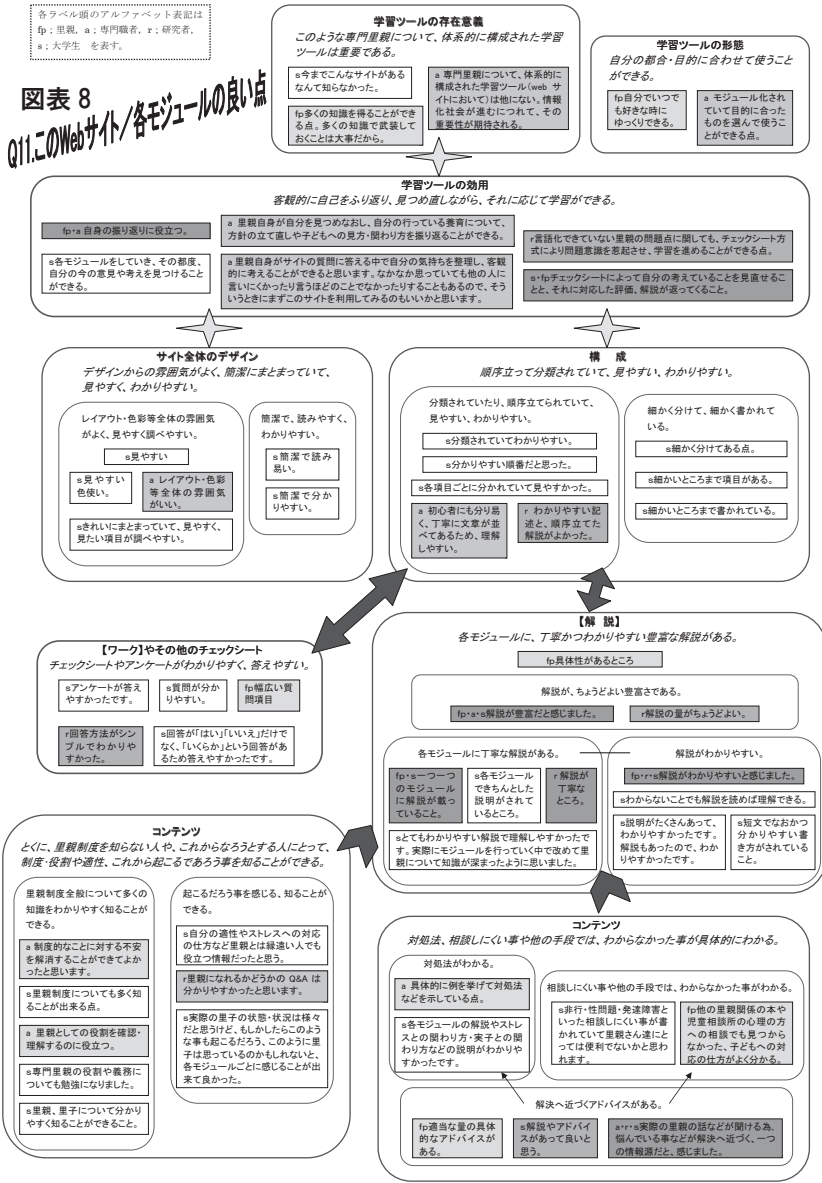 各ラベル頭のアルファベット表記は
fp；里親，a；専門職者，r；研究者，
s；大学生　を表す。
図表 8
Q11.このWebサイト／各モジュールの良い点
学習ツールの存在意義
このような専門里親について、体系的に構成された学習
ツールは重要である。
s今までこんなサイトがある
なんて知らなかった。
fp多くの知識を得ることができ
る点。多くの知識で武装して
おくことは大事だから。
a 専門里親について、体系的に
構成された学習ツール(web サ
イトにおいて)は他にない。情報
化社会が進むにつれて、その
重要性が期待される。
学習ツールの形態
自分の都合・目的に合わせて使うこと
ができる。
fp自分でいつで
も好きな時に
ゆっくりできる。
a モジュール化され
ていて目的に合った
ものを選んで使うこ
とができる点。
学習ツールの効用
客観的に自己をふり返り、見つめ直しながら、それに応じて学習ができる。
fp・a 自身の振り返りに役立つ。
s各モジュールをしていき、その都度、
自分の今の意見や考えを見つけること
ができる。
a 里親自身が自分を見つめなおし、自分の行っている養育について、
方針の立て直しや子どもへの見方・関わり方を振り返ることができる。
a 里親自身がサイトの質問に答える中で自分の気持ちを整理し、客観
的に考えることができると思います。なかなか思っていても他の人に
言いにくかったり言うほどのことでなかったりすることもあるので、そう
いうときにまずこのサイトを利用してみるのもいいかと思います。
r言語化できていない里親の問題点に関しても、チェックシート方
式により問題意識を惹起させ、学習を進めることができる点。
s・fpチェックシートによって自分の考えていることを見直せるこ
とと、それに対応した評価、解説が返ってくること。
サイト全体のデザイン
デザインからの雰囲気がよく、簡潔にまとまっていて、
見やすく、わかりやすい。
レイアウト・色彩等全体の雰囲気
がよく、見やすく調べやすい。
s見やすい
s見やすい
色使い。
a レイアウト・色彩
等全体の雰囲気
がいい。
sきれいにまとまっていて、見やすく、
見たい項目が調べやすい。
簡潔で、読みやすく、
わかりやすい。
s簡潔で読み
易い。
s簡潔で分か
りやすい。
構　成
順序立って分類されていて、見やすい、わかりやすい。
分類されていたり、順序立てられていて、
見やすい、わかりやすい。
s分類されていてわかりやすい。
s分かりやすい順番だと思った。
s各項目ごとに分かれていて見やすかった。
a 初心者にも分り易
く、丁寧に文章が並
べてあるため、理解
しやすい。
r わかりやすい記
述と、順序立てた
解説がよかった。
細かく分けて、細かく書かれて
いる。
s細かく分けてある点。
s細かいところまで項目がある。
s細かいところまで書かれている。
【ワーク】やその他のチェックシート
チェックシートやアンケートがわかりやすく、答えやすい。
sアンケートが答え
やすかったです。
s質問が分か
りやすい。
fp幅広い質
問項目
r回答方法がシン
プルでわかりや
すかった。
s回答が「はい」「いいえ」だけで
なく、「いくらか」という回答があ
るため答えやすかったです。
【解　説】
各モジュールに、丁寧かつわかりやすい豊富な解説がある。
fp具体性があるところ
解説が、ちょうどよい豊富さである。
fp・a・s解説が豊富だと感じました。
r解説の量がちょうどよい。
各モジュールに丁寧な解説がある。
fp・s一つ一つ
のモジュール
に解説が載っ
ていること。
s各モジュール
できちんとした
説明がされて
いるところ。
r 解説が
丁寧な
ところ。
sとてもわかりやすい解説で理解しやすかったで
す。実際にモジュールを行っていく中で改めて里
親について知識が深まったように思いました。
解説がわかりやすい。
fp・r・s解説がわかりやすいと感じました。
sわからないことでも解説を読めば理解できる。
s説明がたくさんあって、
わかりやすかったです。
解説もあったので、わか
りやすかったです。
s短文でなおかつ
分かりやすい書
き方がされている
こと。
コンテンツ
とくに、里親制度を知らない人や、これからなろうとする人にとって、
制度・役割や適性、これから起こるであろう事を知ることができる。
里親制度全般について多くの
知識をわかりやすく知ることが
できる。
a 制度的なことに対する不安
を解消することができてよか
ったと思います。
s里親制度についても多く知る
ことが出来る点。
a 里親としての役割を確認・
理解するのに役立つ。
s専門里親の役割や義務に
ついても勉強になりました。
s里親、里子について分かり
やすく知ることができること。
起こるだろう事を感じる、知ることが
できる。
s自分の適性やストレスへの対応
の仕方など里親とは縁遠い人でも
役立つ情報だったと思う。
r里親になれるかどうかの Q&A は
分かりやすかったと思います。
s実際の里子の状態・状況は様々
だと思うけど、もしかしたらこのよう
な事も起こるだろう、このように里
子は思っているのかもしれないと、
各モジュールごとに感じることが出
来て良かった。
コンテンツ
対処法、相談しにくい事や他の手段では、わからなかった事が具体的にわかる。
対処法がわかる。
a 具体的に例を挙げて対処法
などを示している点。
s各モジュールの解説やストレ
スとの関わり方・実子との関
わり方などの説明がわかりや
すかったです。
相談しにくい事や他の手段では、わからなかった事がわかる。
s非行・性問題・発達障害と
いった相談しにくい事が書
かれていて里親さん達にと
っては便利でないかと思わ
れます。
fp他の里親関係の本や
児童相談所の心理の方
への相談でも見つから
なかった、子どもへの対
応の仕方がよく分かる。
解決へ近づくアドバイスがある。
fp適当な量の具体
的なアドバイスが
ある。
s解説やアドバイ
スがあって良いと
思う。
a・r・s実際の里親の話などが聞ける為、
悩んでいる事などが解決へ近づく、一つ
の情報源だと、感じました。